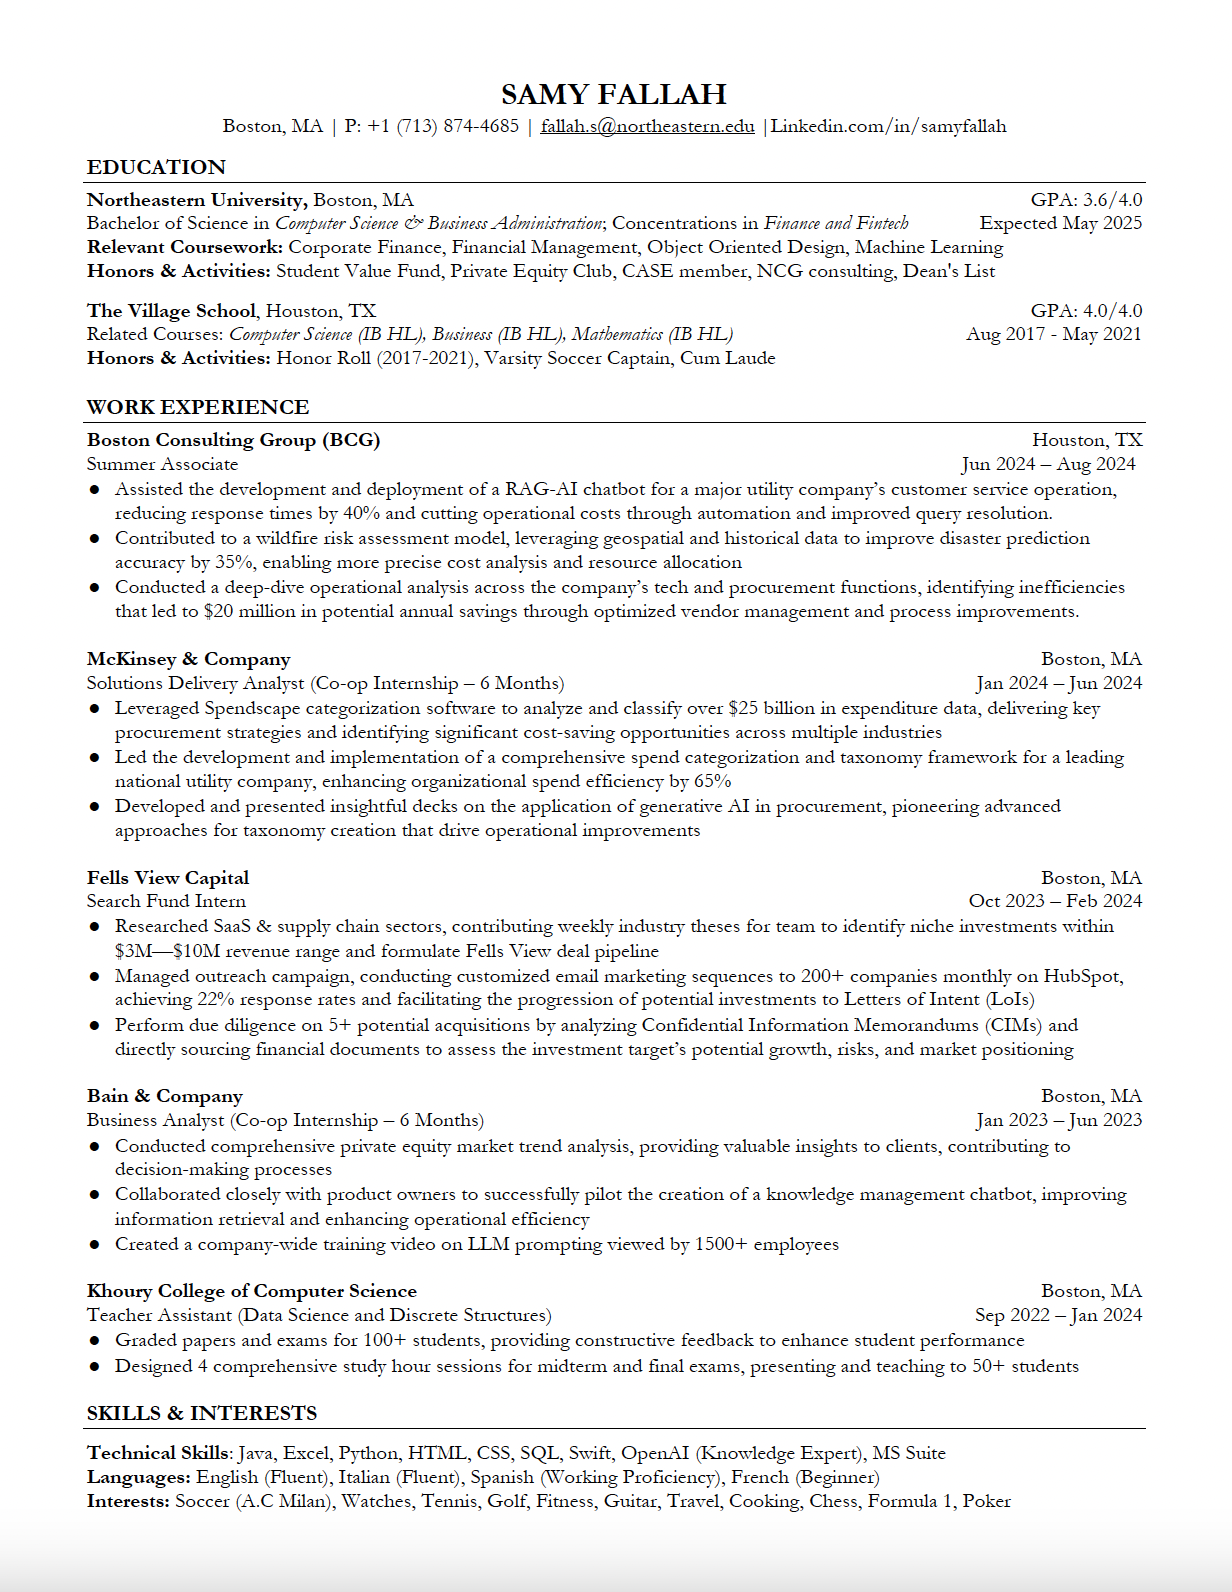 SAMY FALLAH
Boston, MA | P: +1 (713) 874-4685 | fallah.s@northeastern.edu |Linkedin.com/in/samyfallah
EDUCATION
Northeastern University, Boston, MA GPA: 3.6/4.0
Bachelor of Science in Computer Science & Business Administration; Concentrations in Finance and Fintech Expected May 2025
Relevant Coursework: Corporate Finance, Financial Management, Object Oriented Design, Machine Learning
Honors & Activities: Student Value Fund, Private Equity Club, CASE member, NCG consulting, Dean's List
The Village School, Houston, TX GPA: 4.0/4.0
Related Courses: Computer Science (IB HL), Business (IB HL), Mathematics (IB HL) Aug 2017 - May 2021
Honors & Activities: Honor Roll (2017-2021), Varsity Soccer Captain, Cum Laude
WORK EXPERIENCE
Boston Consulting Group (BCG) Houston, TX
Summer Associate Jun 2024 – Aug 2024
● Assisted the development and deployment of a RAG-AI chatbot for a major utility company’s customer service operation,
reducing response times by 40% and cutting operational costs through automation and improved query resolution.
● Contributed to a wildfire risk assessment model, leveraging geospatial and historical data to improve disaster prediction
accuracy by 35%, enabling more precise cost analysis and resource allocation
● Conducted a deep-dive operational analysis across the company’s tech and procurement functions, identifying inefficiencies
that led to $20 million in potential annual savings through optimized vendor management and process improvements.
McKinsey & Company Boston, MA
Solutions Delivery Analyst (Co-op Internship – 6 Months) Jan 2024 – Jun 2024
● Leveraged Spendscape categorization software to analyze and classify over $25 billion in expenditure data, delivering key
procurement strategies and identifying significant cost-saving opportunities across multiple industries
● Led the development and implementation of a comprehensive spend categorization and taxonomy framework for a leading
national utility company, enhancing organizational spend efficiency by 65%
● Developed and presented insightful decks on the application of generative AI in procurement, pioneering advanced
approaches for taxonomy creation that drive operational improvements
Fells View Capital Boston, MA
Search Fund Intern Oct 2023 – Feb 2024
● Researched SaaS & supply chain sectors, contributing weekly industry theses for team to identify niche investments within
$3M—$10M revenue range and formulate Fells View deal pipeline
● Managed outreach campaign, conducting customized email marketing sequences to 200+ companies monthly on HubSpot,
achieving 22% response rates and facilitating the progression of potential investments to Letters of Intent (LoIs)
● Perform due diligence on 5+ potential acquisitions by analyzing Confidential Information Memorandums (CIMs) and
directly sourcing financial documents to assess the investment target’s potential growth, risks, and market positioning
Bain & Company Boston, MA
Business Analyst (Co-op Internship – 6 Months) Jan 2023 – Jun 2023
● Conducted comprehensive private equity market trend analysis, providing valuable insights to clients, contributing to
decision-making processes
● Collaborated closely with product owners to successfully pilot the creation of a knowledge management chatbot, improving
information retrieval and enhancing operational efficiency
● Created a company-wide training video on LLM prompting viewed by 1500+ employees
Khoury College of Computer Science Boston, MA
Teacher Assistant (Data Science and Discrete Structures) Sep 2022 – Jan 2024
● Graded papers and exams for 100+ students, providing constructive feedback to enhance student performance
● Designed 4 comprehensive study hour sessions for midterm and final exams, presenting and teaching to 50+ students
SKILLS & INTERESTS
Technical Skills: Java, Excel, Python, HTML, CSS, SQL, Swift, OpenAI (Knowledge Expert), MS Suite
Languages: English (Fluent), Italian (Fluent), Spanish (Working Proficiency), French (Beginner)
Interests: Soccer (A.C Milan), Watches, Tennis, Golf, Fitness, Guitar, Travel, Cooking, Chess, Formula 1, Poker